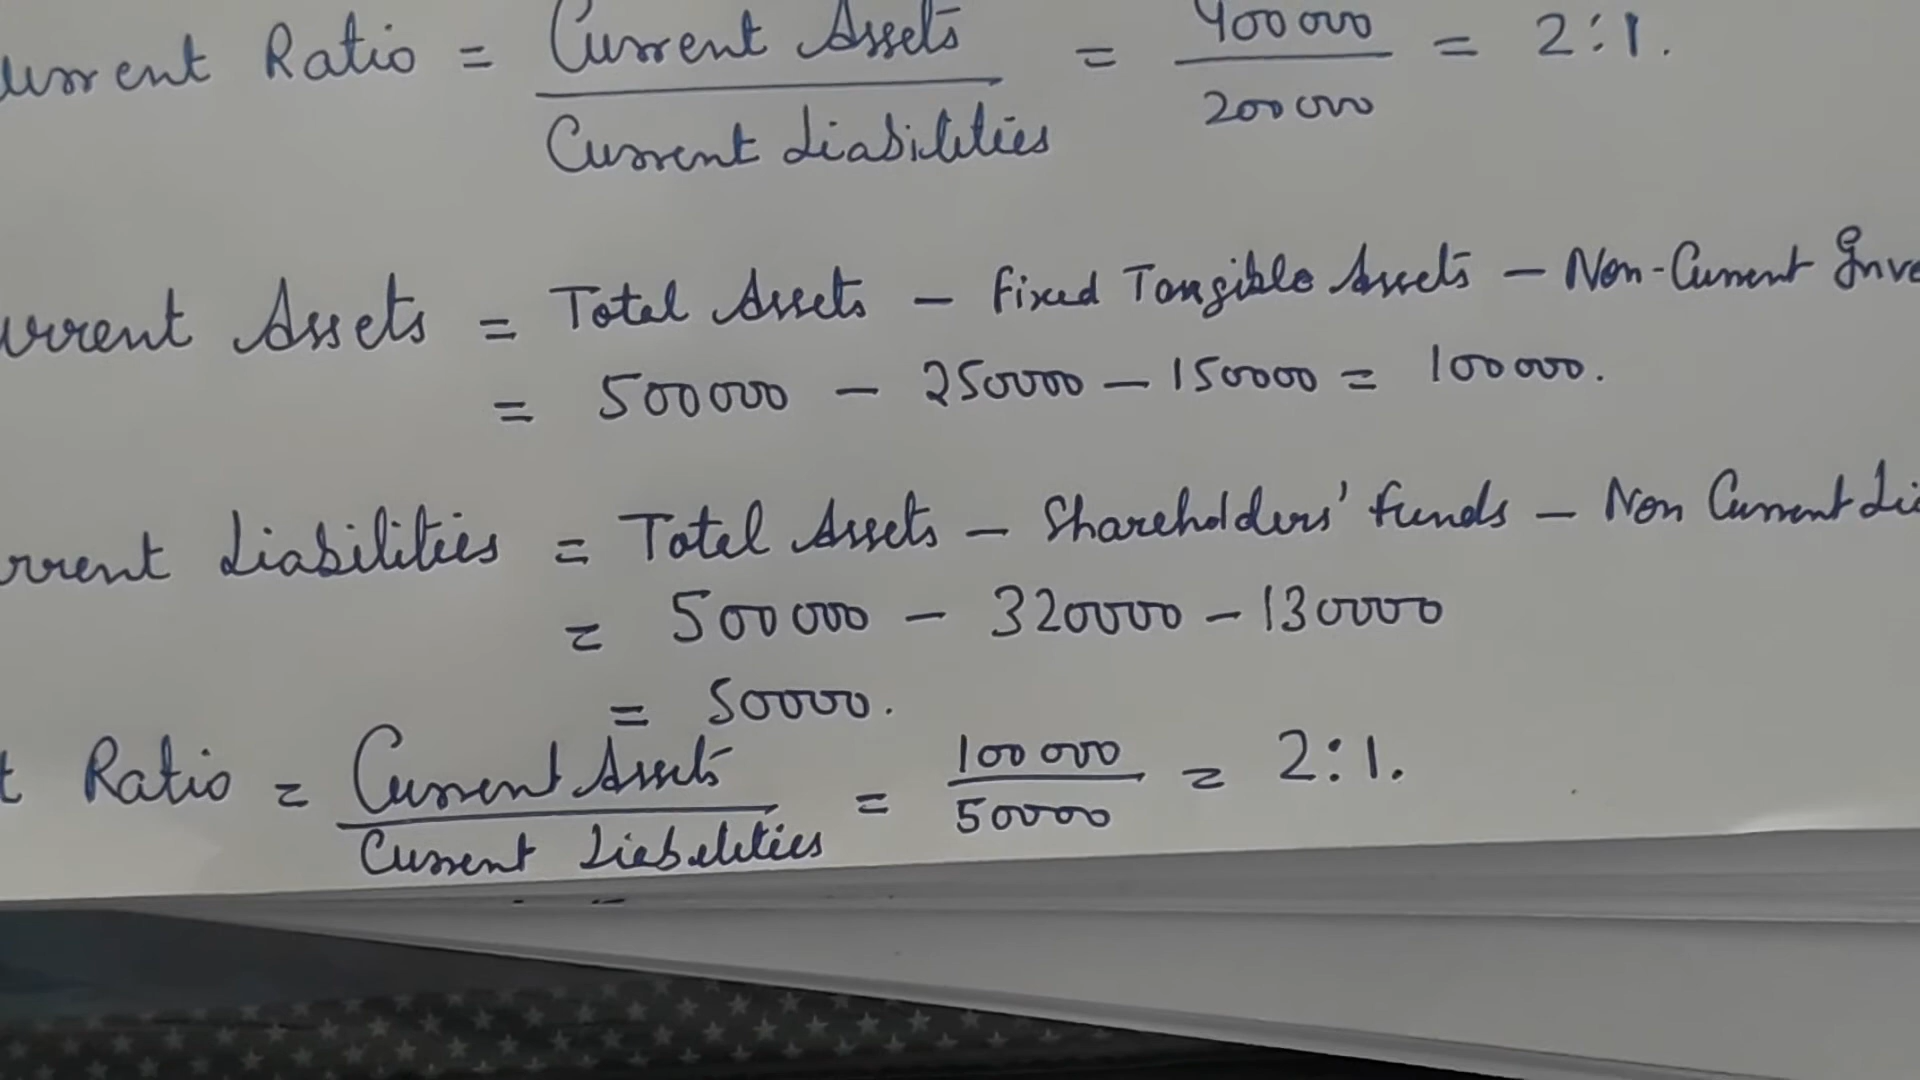 urrent Ratio = Current Assets / Current Liabilities = 400000 / 200000 = 2:1.
urrent Assets = Total Assets - Fixed Tangible Assets - Non-Current Inve
= 500000 - 250000 - 150000 = 100000.
rrent Liabilities = Total Assets - Shareholders' Funds - Non Current Li
= 500000 - 320000 - 130000
= 50000.
t Ratio = Current Assets / Current Liabilities = 100000 / 50000 = 2:1.